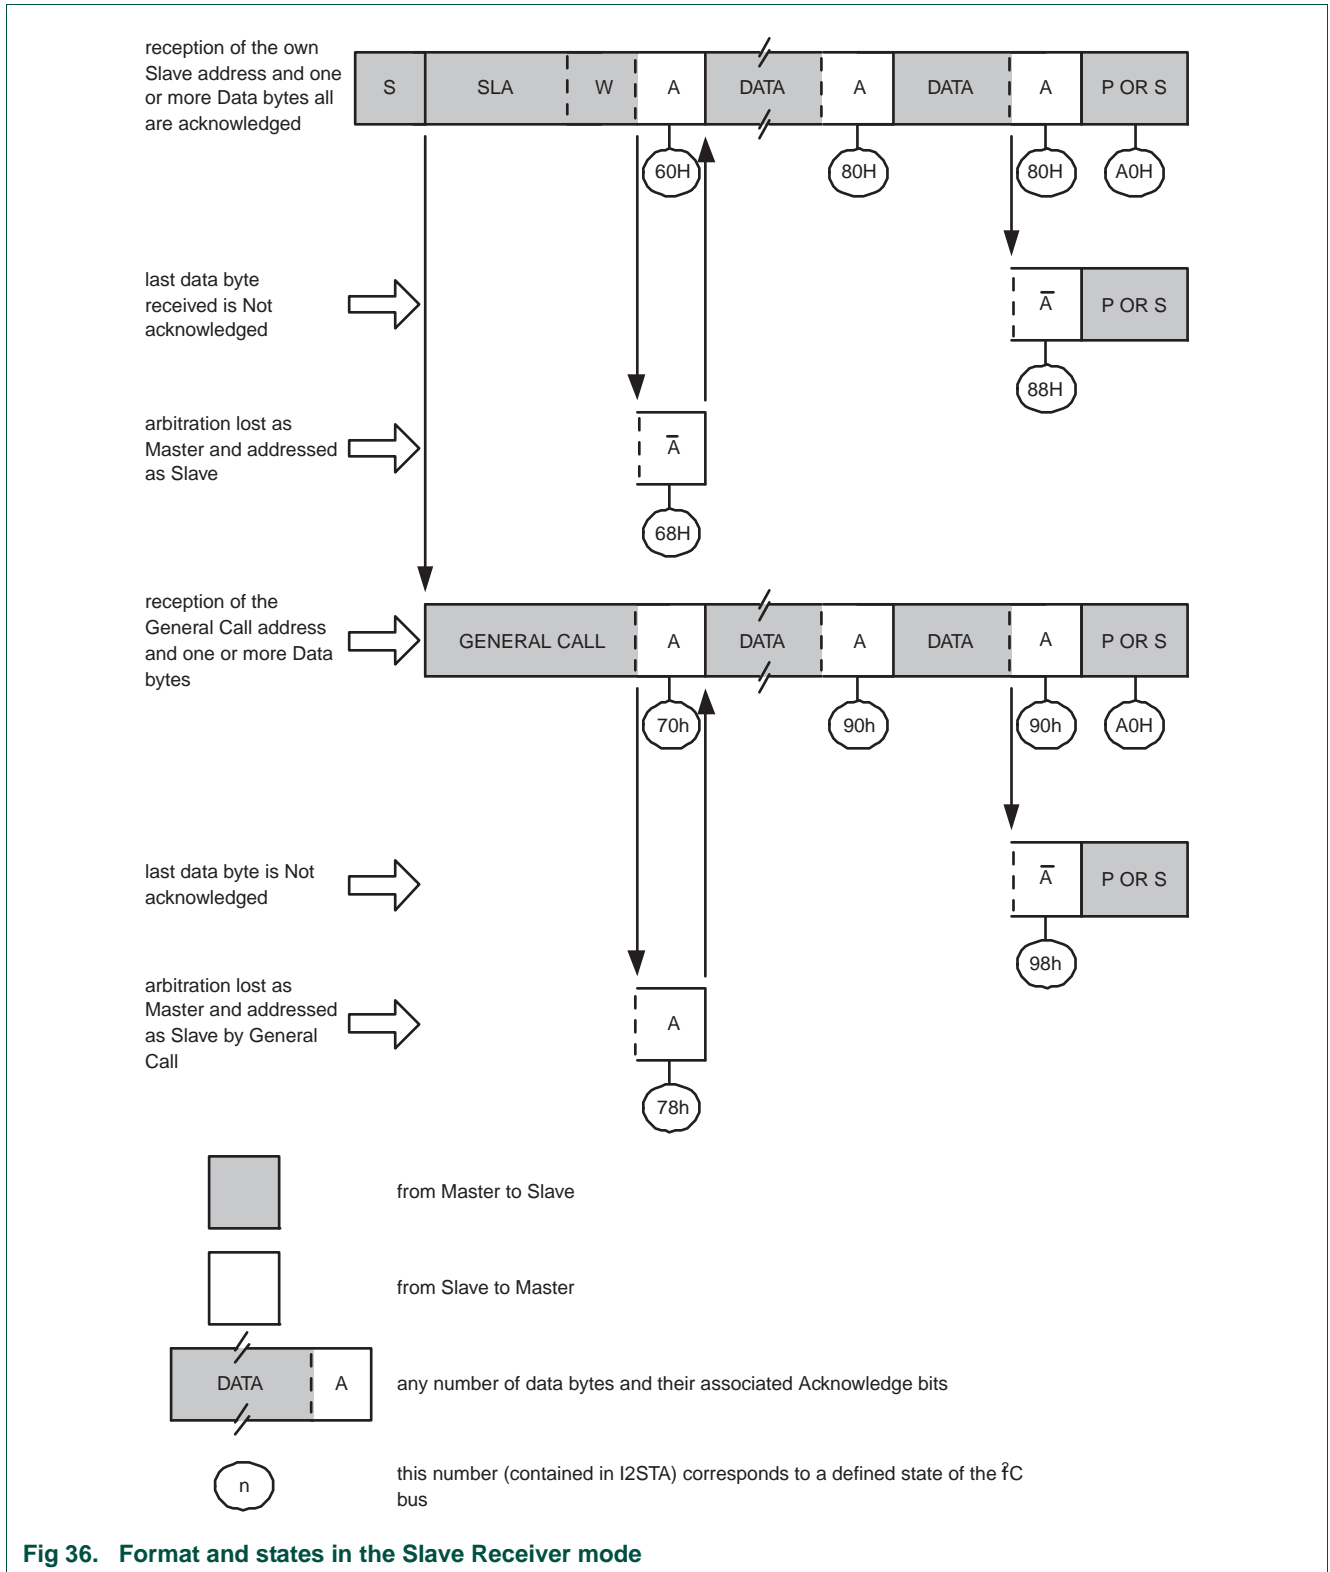 reception of the own
Slave address and one
or more Data bytes all
are acknowledged
S SLA W A DATA A DATA A P OR S
60H 80H 80H A0H
last data byte
received is Not
acknowledged
A̅ P OR S
88H
arbitration lost as
Master and addressed
as Slave
A̅
68H
reception of the
General Call address
and one or more Data
bytes
GENERAL CALL A DATA A DATA A P OR S
70h 90h 90h A0H
last data byte is Not
acknowledged
A̅ P OR S
98h
arbitration lost as
Master and addressed
as Slave by General
Call
A
78h
from Master to Slave
from Slave to Master
DATA A any number of data bytes and their associated Acknowledge bits
n this number (contained in I2STA) corresponds to a defined state of the I²C
bus
Fig 36. Format and states in the Slave Receiver mode